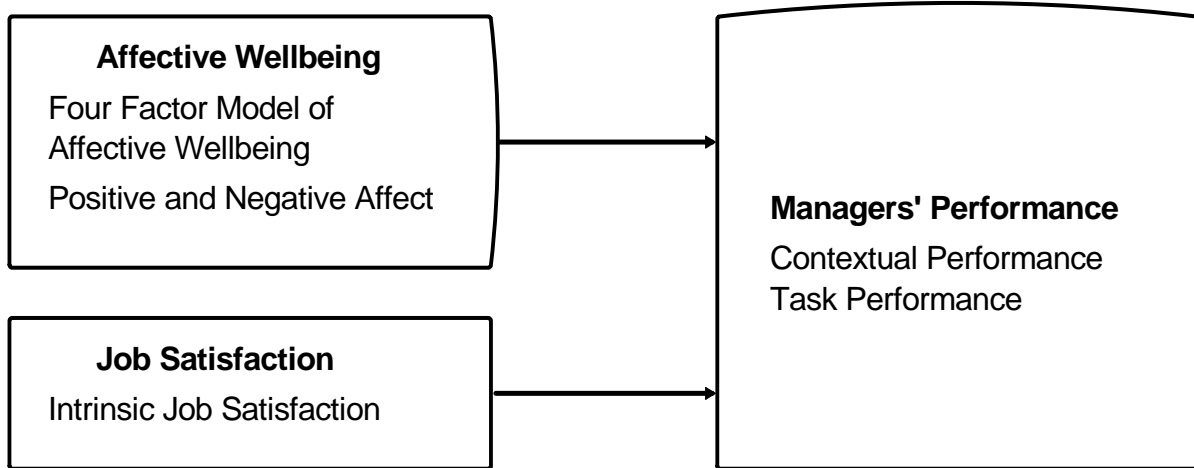 Affective Wellbeing
Four Factor Model of
Affective Wellbeing
Positive and Negative Affect
Job Satisfaction
Intrinsic Job Satisfaction
Managers' Performance
Contextual Performance
Task Performance